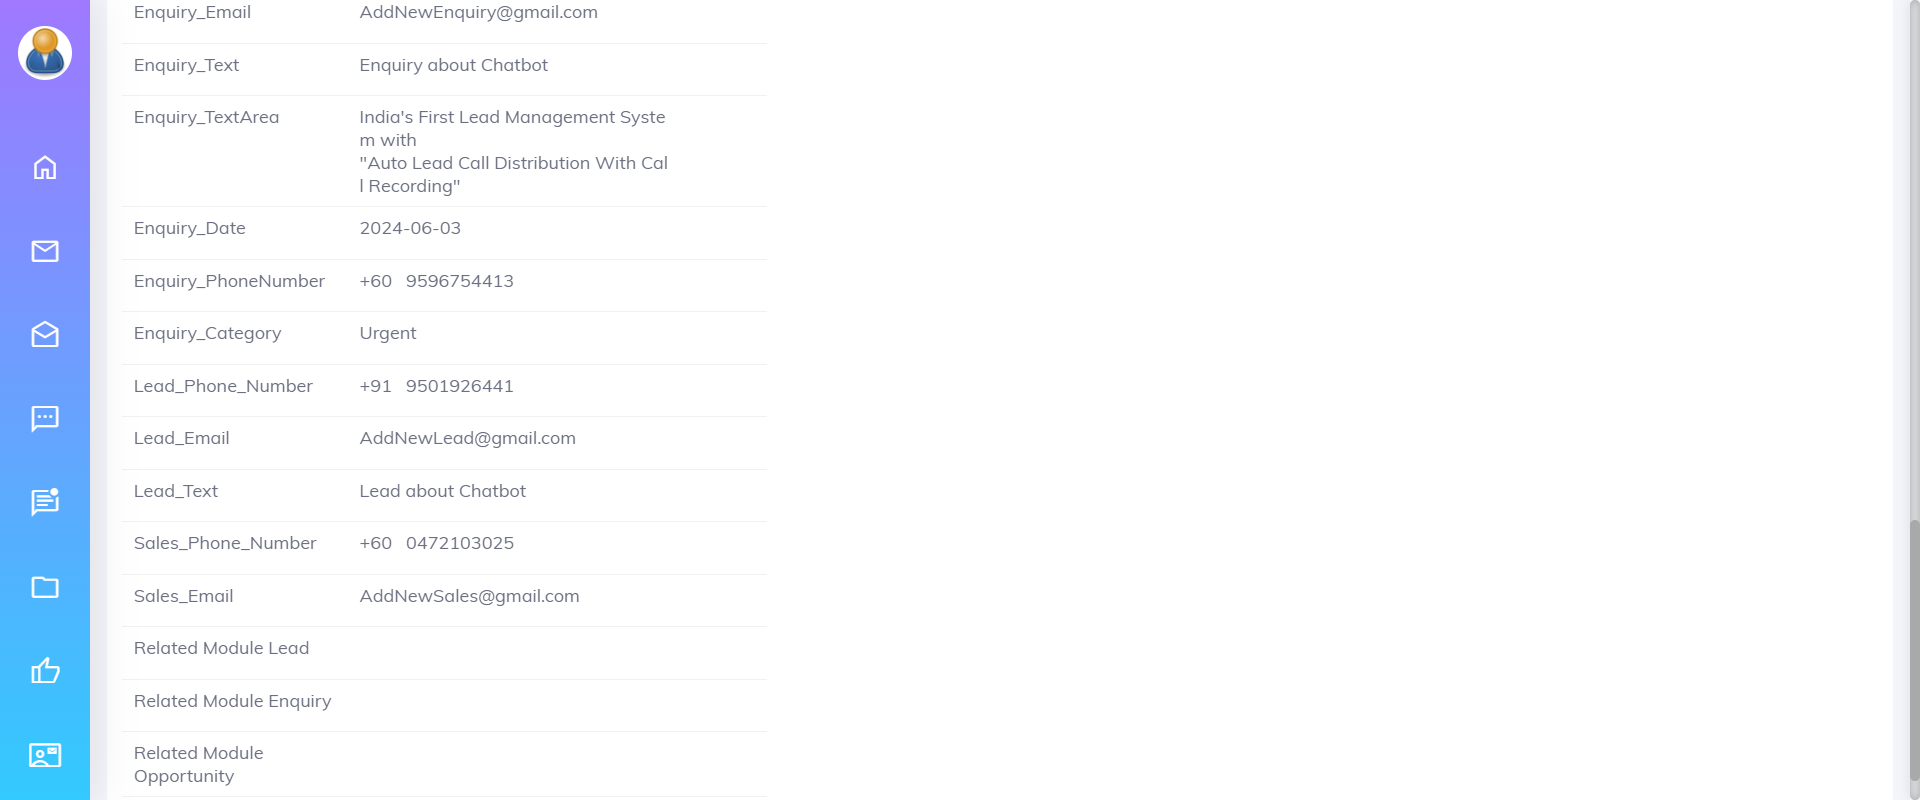 Enquiry_Email AddNewEnquiry@gmail.com
Enquiry_Text Enquiry about Chatbot
Enquiry_TextArea India's First Lead Management Syste
m with
"Auto Lead Call Distribution With Cal
l Recording"
Enquiry_Date 2024-06-03
Enquiry_PhoneNumber +60 9596754413
Enquiry_Category Urgent
Lead_Phone_Number +91 9501926441
Lead_Email AddNewLead@gmail.com
Lead_Text Lead about Chatbot
Sales_Phone_Number +60 0472103025
Sales_Email AddNewSales@gmail.com
Related Module Lead
Related Module Enquiry
Related Module
Opportunity